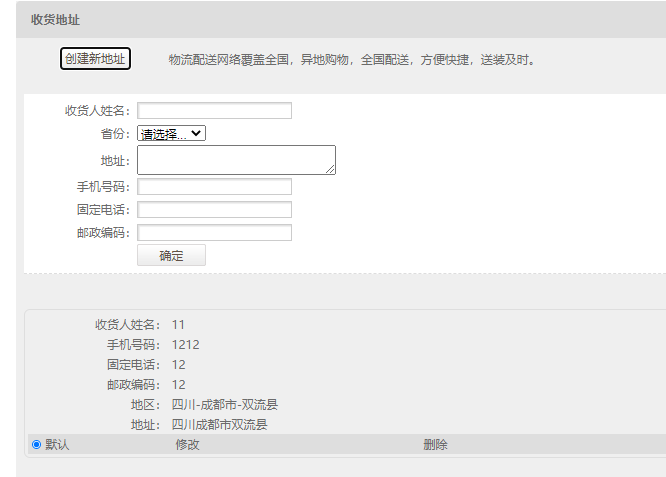 收货地址
创建新地址 物流配送网络覆盖全国，异地购物，全国配送，方便快捷，送装及时。
收货人姓名：
省份： 请选择...
地址：
手机号码：
固定电话：
邮政编码：
确定
收货人姓名： 11
手机号码： 1212
固定电话： 12
邮政编码： 12
地区： 四川-成都市-双流县
地址： 四川成都市双流县
默认 修改 删除